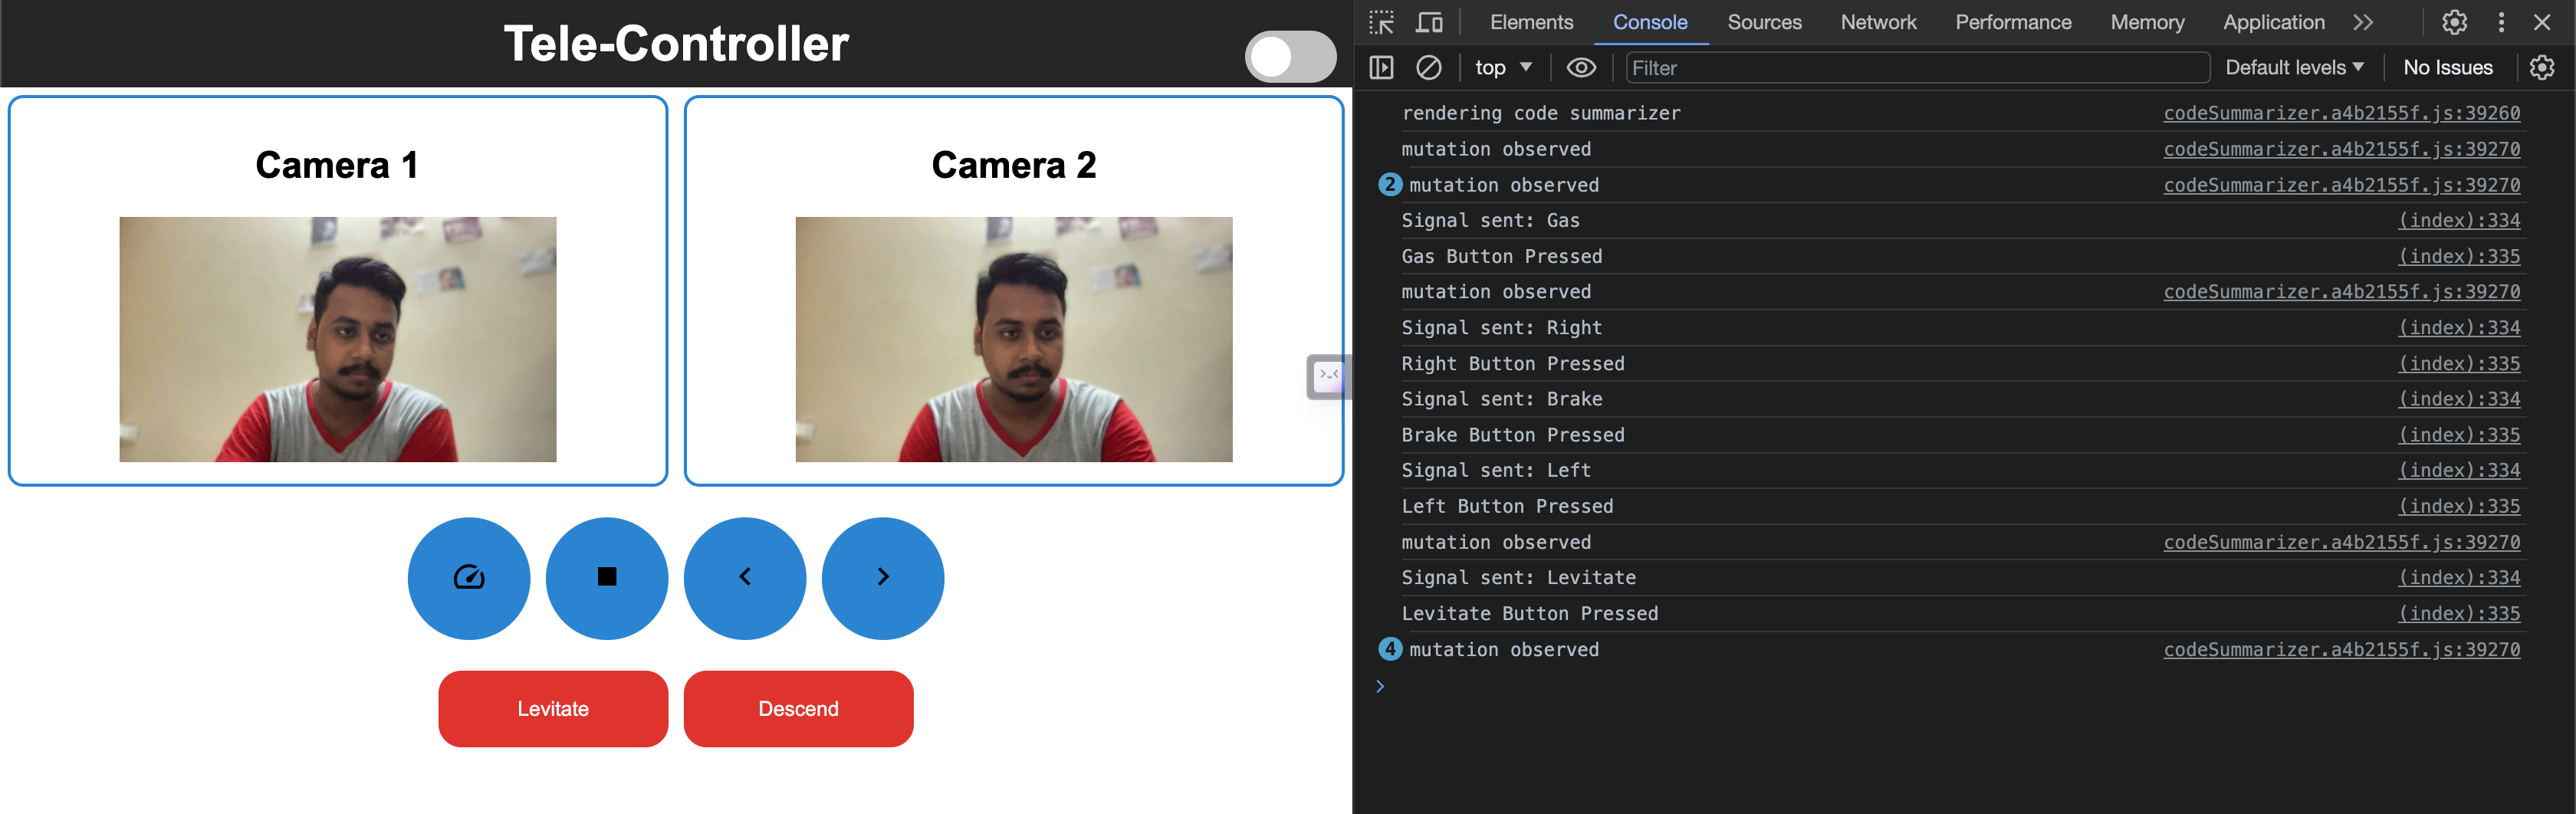 Tele-Controller
Camera 1
Camera 2
Levitate
Descend
Elements Console Sources Network Performance Memory Application
top Filter Default levels No Issues
rendering code summarizer codeSummarizer.a4b2155f.js:39260
mutation observed codeSummarizer.a4b2155f.js:39270
2 mutation observed codeSummarizer.a4b2155f.js:39270
Signal sent: Gas (index):334
Gas Button Pressed (index):335
mutation observed codeSummarizer.a4b2155f.js:39270
Signal sent: Right (index):334
Right Button Pressed (index):335
Signal sent: Brake (index):334
Brake Button Pressed (index):335
Signal sent: Left (index):334
Left Button Pressed (index):335
mutation observed codeSummarizer.a4b2155f.js:39270
Signal sent: Levitate (index):334
Levitate Button Pressed (index):335
4 mutation observed codeSummarizer.a4b2155f.js:39270